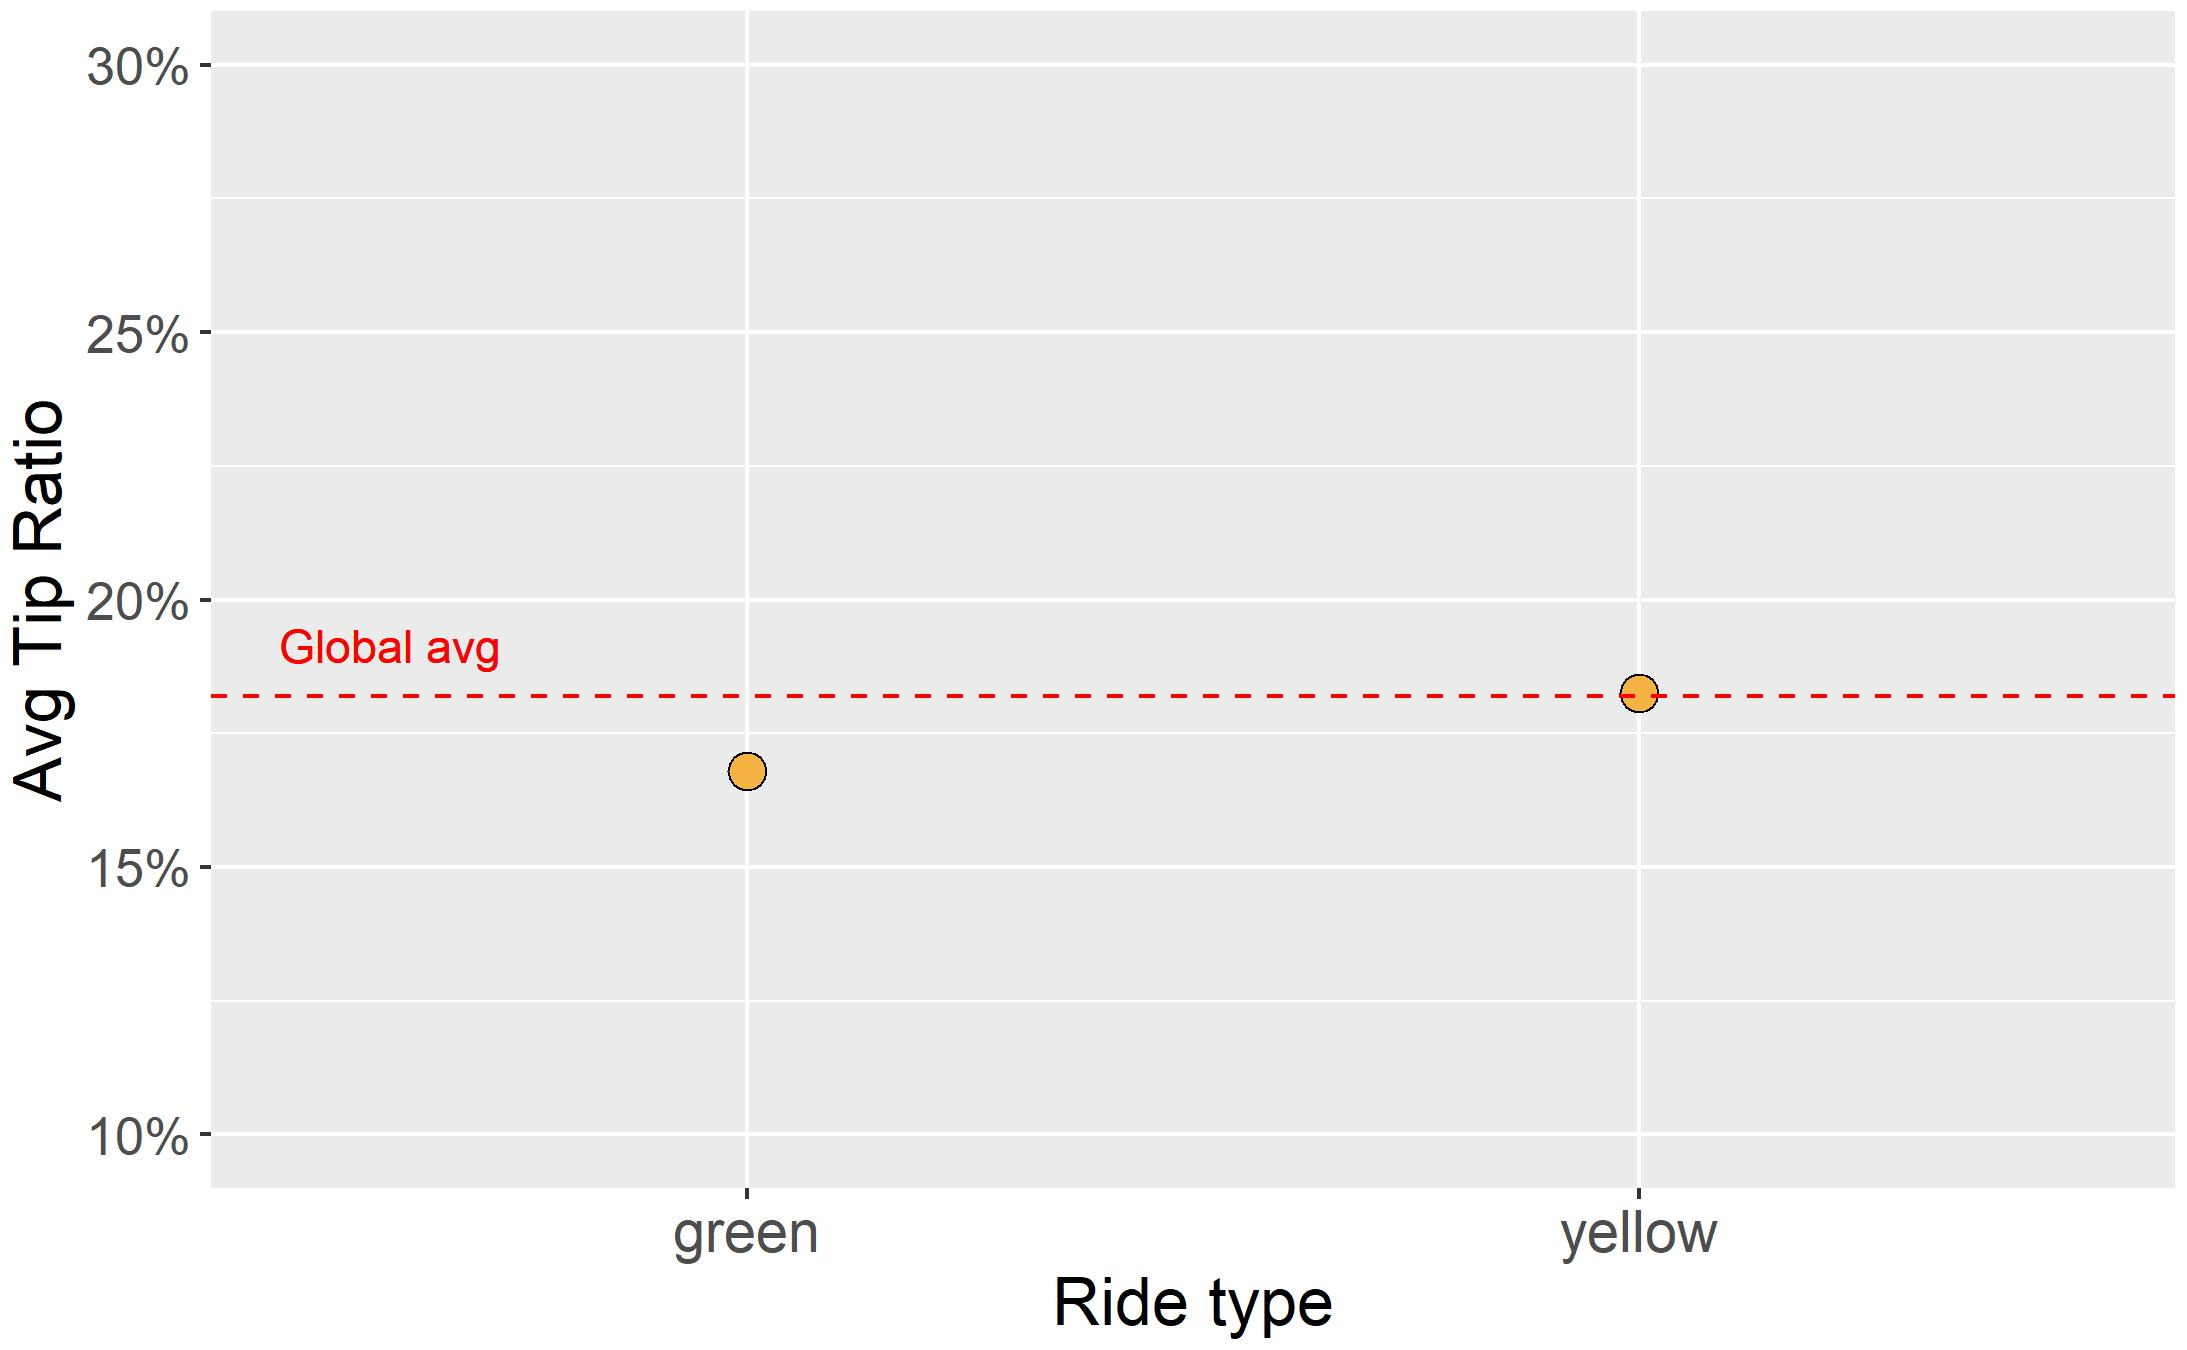 Avg Tip Ratio
30%
25%
20%
15%
10%
Global avg
green
yellow
Ride type